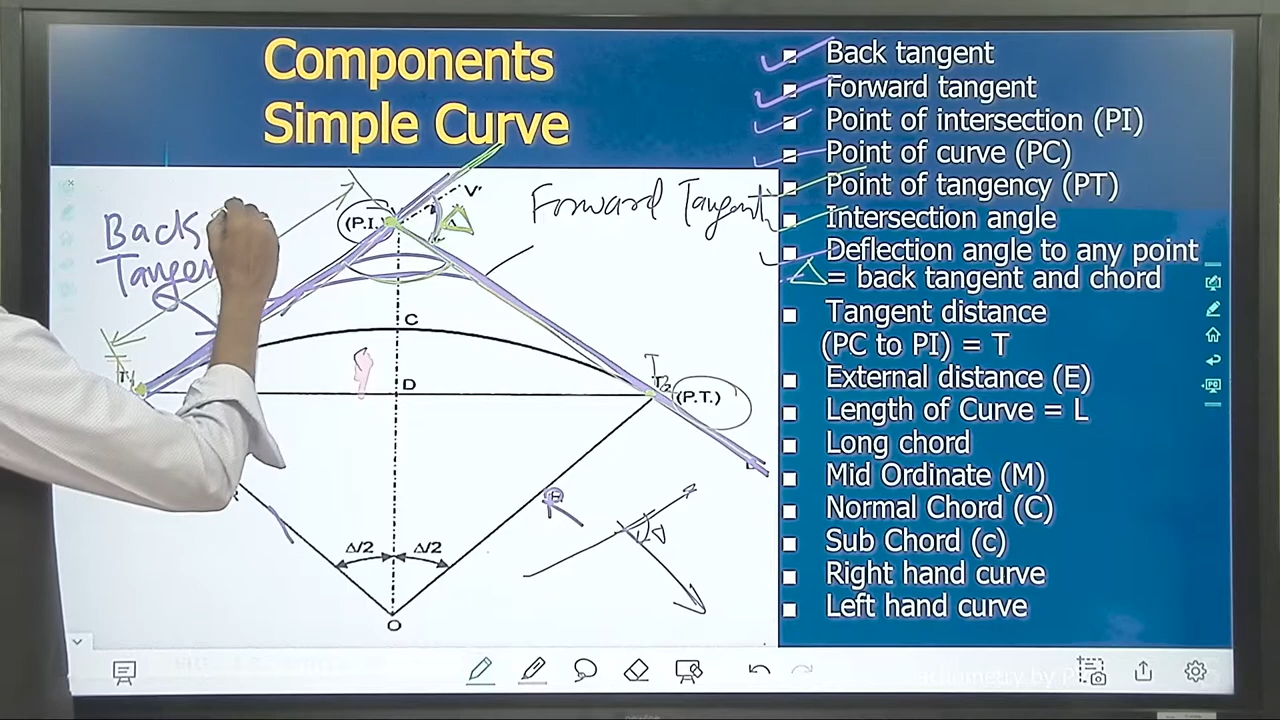 Components
Simple Curve
Back tangent
Forward tangent
Point of intersection (PI)
Point of curve (PC)
Point of tangency (PT)
Intersection angle
Deflection angle to any point
= back tangent and chord
Tangent distance
(PC to PI) = T
External distance (E)
Length of Curve = L
Long chord
Mid Ordinate (M)
Normal Chord (C)
Sub Chord (c)
Right hand curve
Left hand curve
V'
(P.I.)
Δ
Forward Tangent
Back
C
D
T2
(P.T.)
R
Δ
Δ/2
Δ/2
O